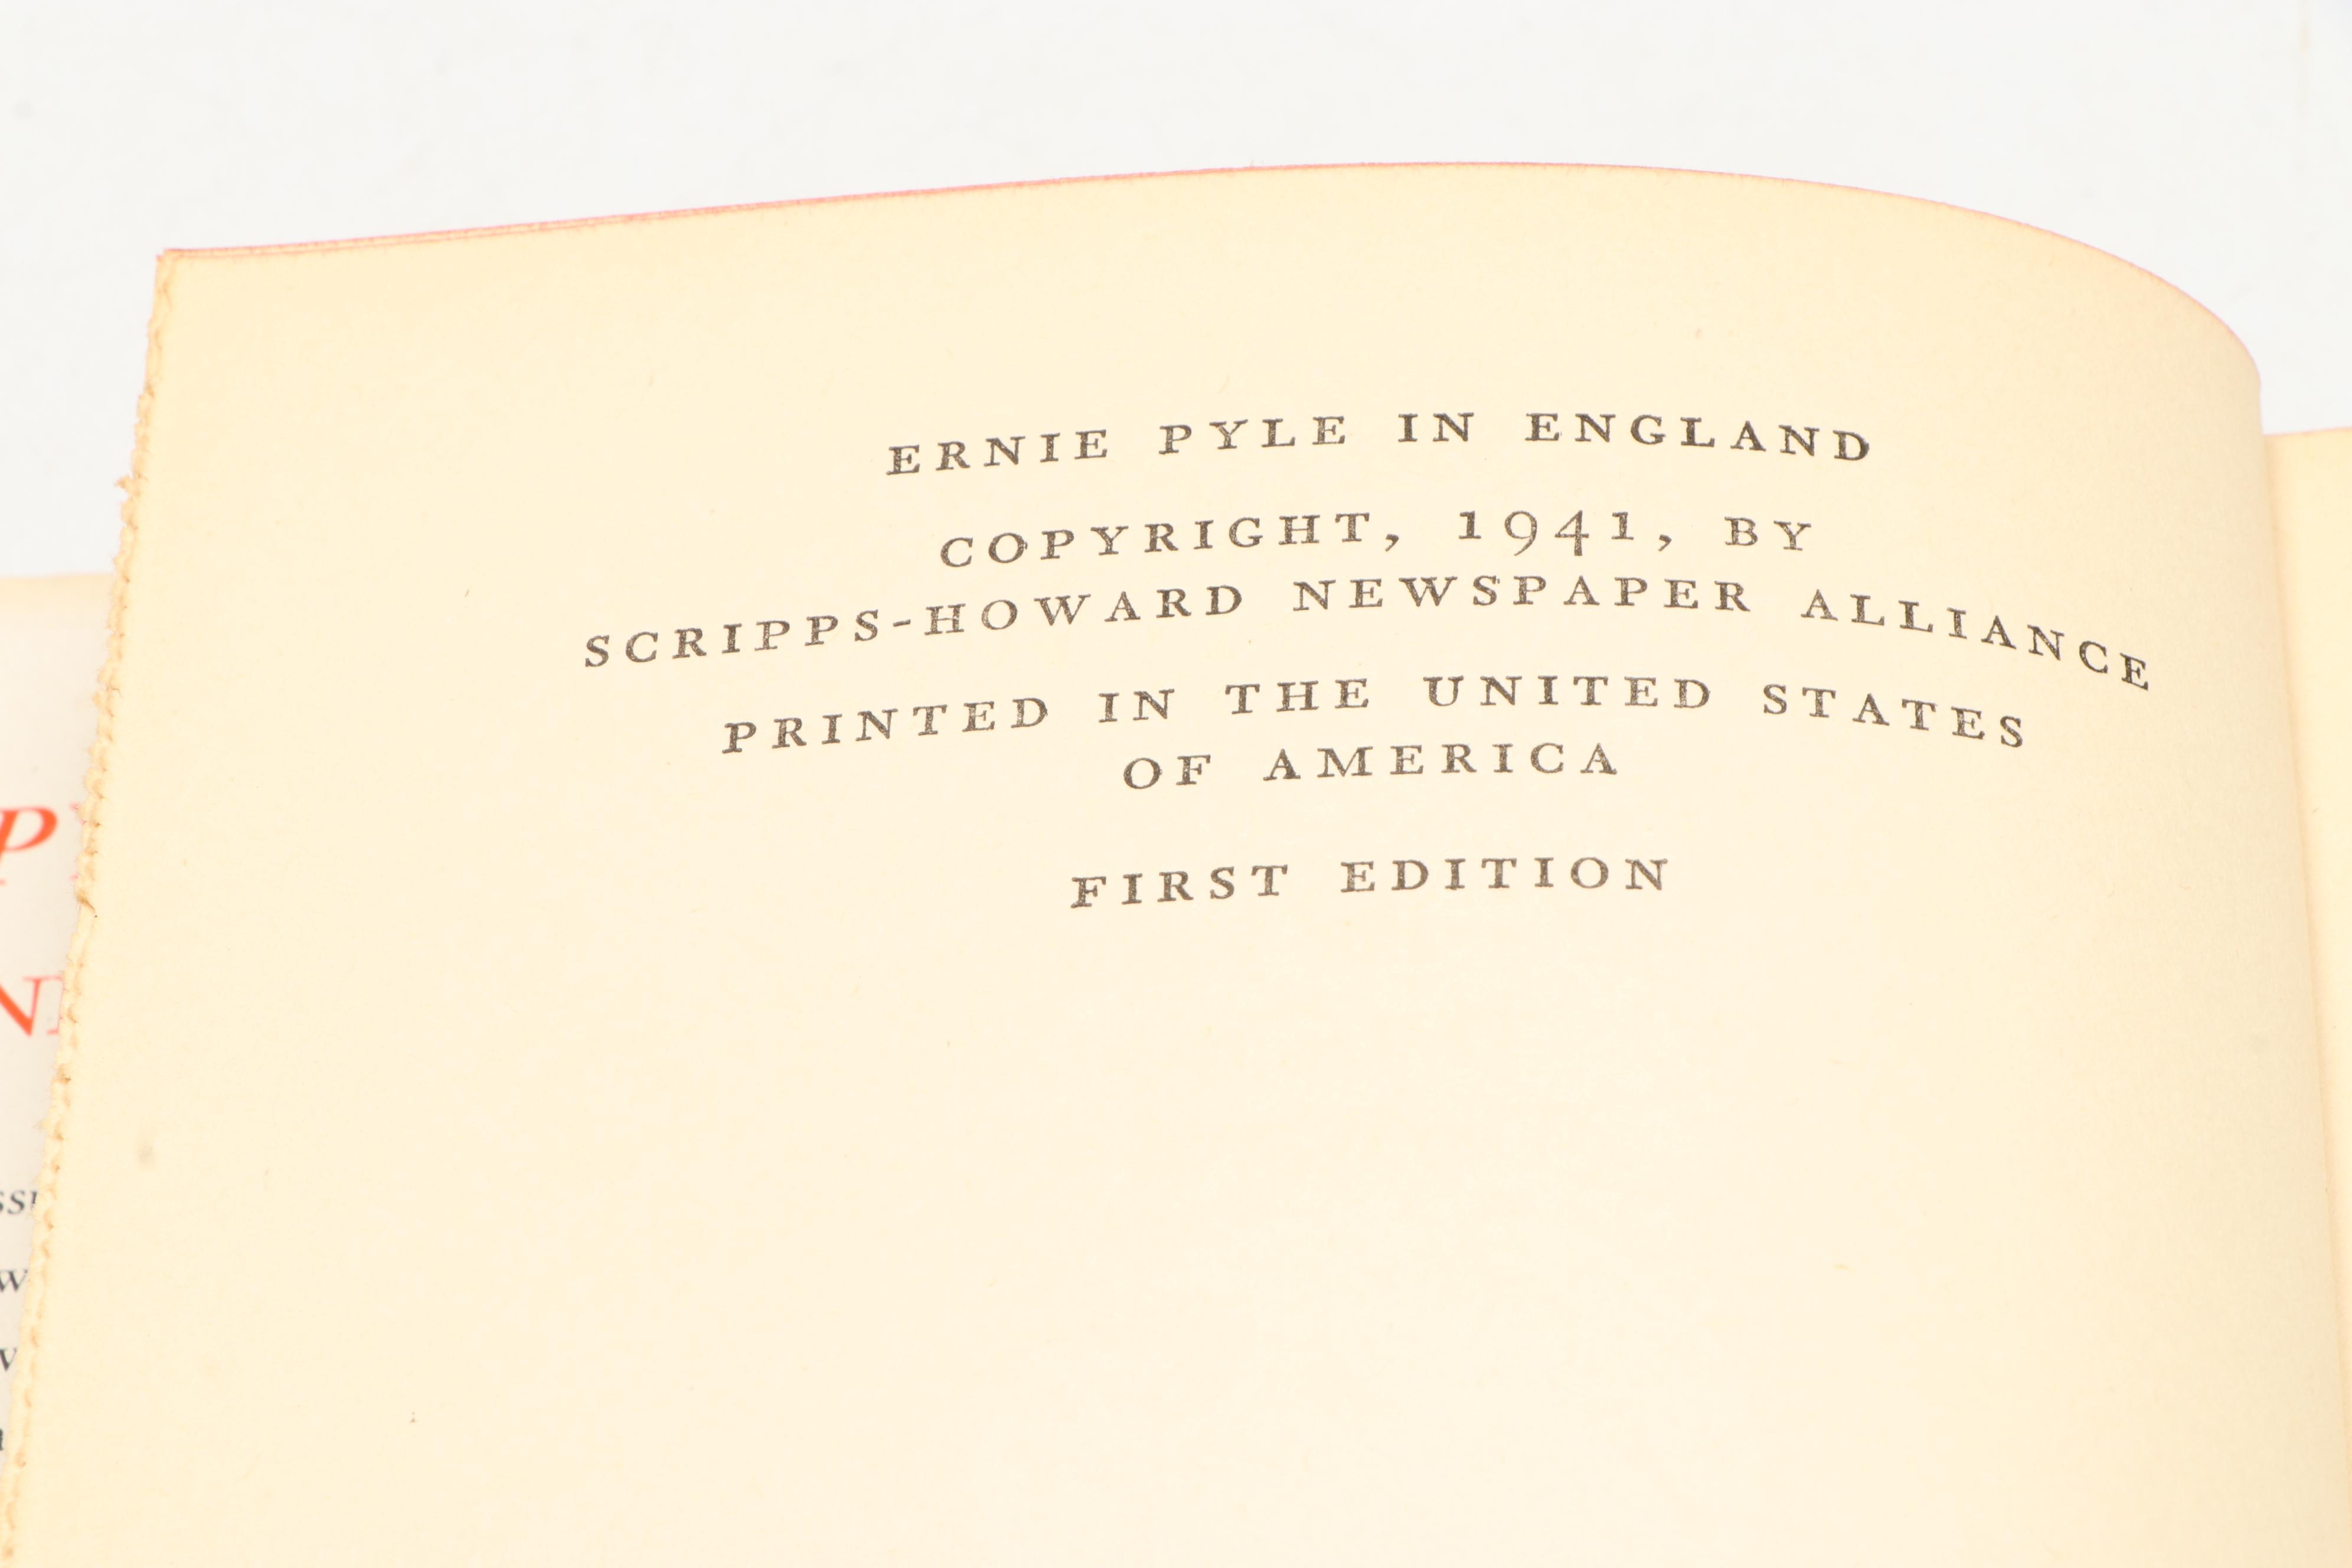 ERNIE PYLE IN ENGLAND
COPYRIGHT, 1941, BY
SCRIPPS-HOWARD NEWSPAPER ALLIANCE
PRINTED IN THE UNITED STATES
OF AMERICA
FIRST EDITION